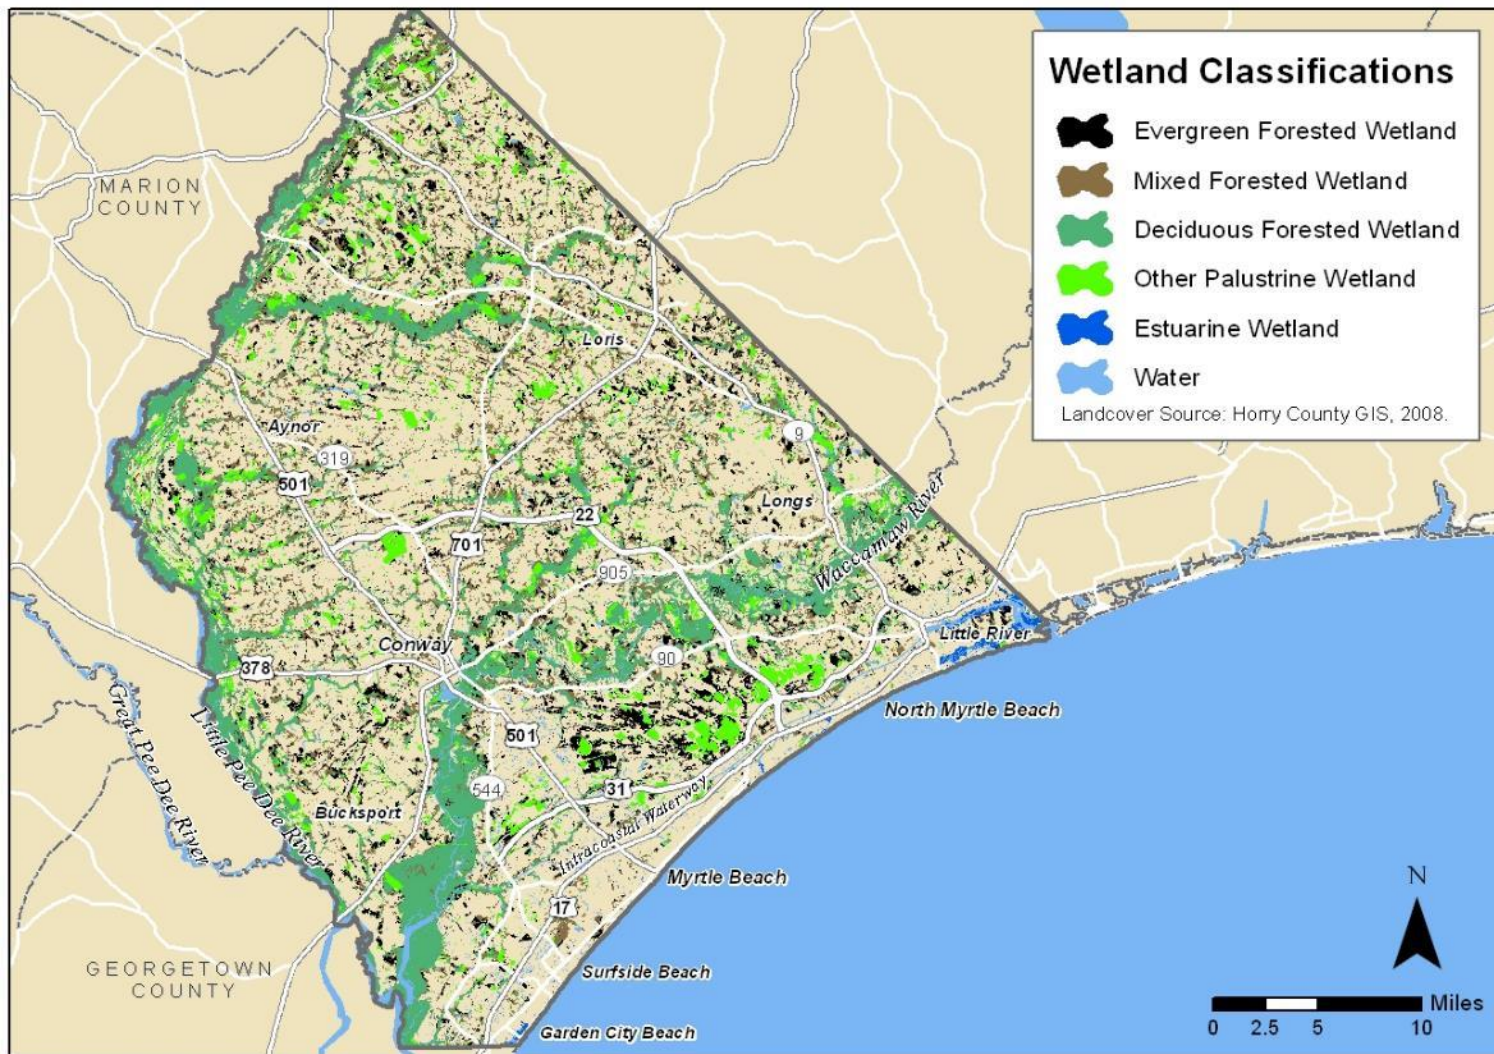 Wetland Classifications
Evergreen Forested Wetland
Mixed Forested Wetland
Deciduous Forested Wetland
Other Palustrine Wetland
Estuarine Wetland
Water
Landcover Source: Horry County GIS, 2008.
MARION
COUNTY
Loris
Aynor
319
9
501
Longs
22
701
Waccamaw River
905
Little River
Conway
90
378
North Myrtle Beach
Great Pee Dee River
Little Pee Dee River
501
31
544
Intracoastal Waterway
Bucksport
Myrtle Beach
17
N
GEORGETOWN
COUNTY
Surfside Beach
Garden City Beach
Miles
0 2.5 5 10